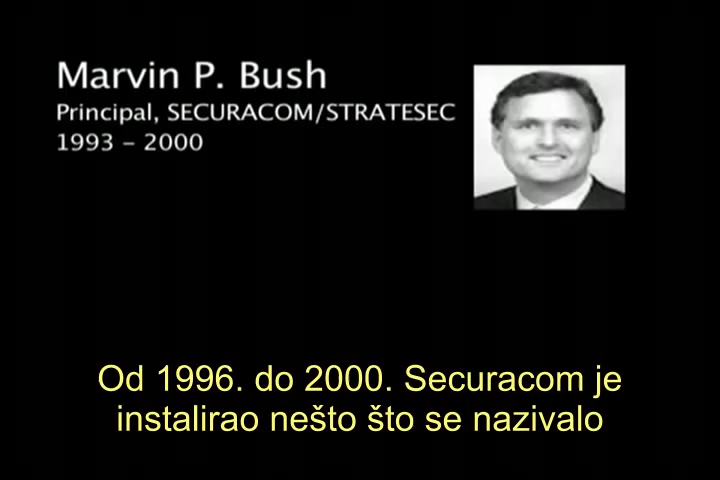 Marvin P. Bush
Principal, SECURACOM/STRATESEC
1993 - 2000
Od 1996. do 2000. Securacom je
instalirao nešto što se nazivalo